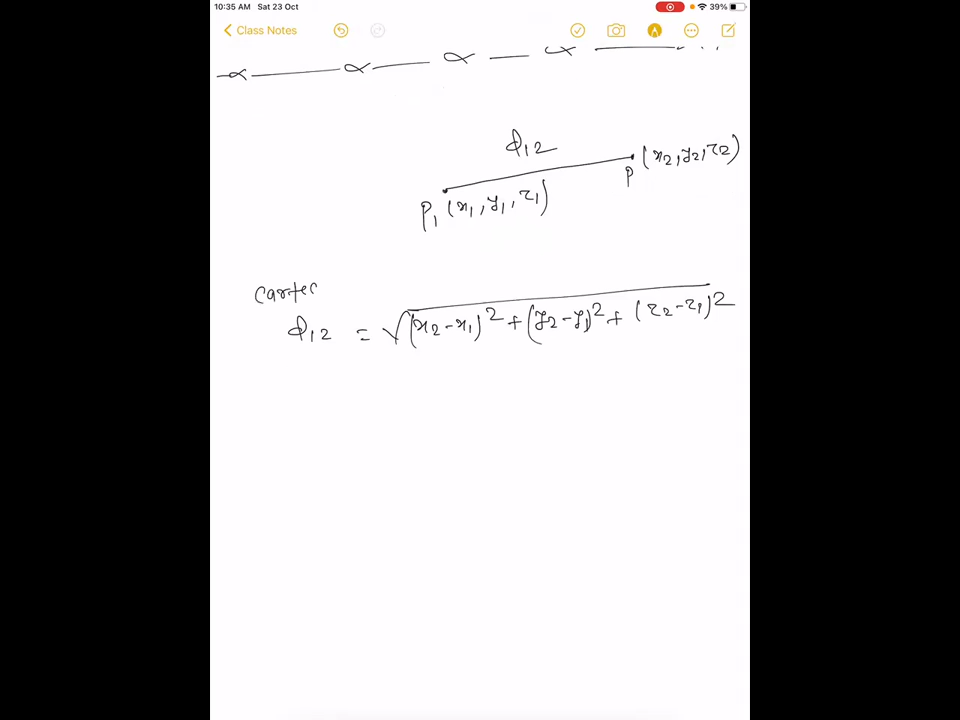 10:35 AM Sat 23 Oct 39%
Class Notes
d12
P1 (x1, y1, z1)
P (x2, y2, z2)
Cartec
d12 = √(x2-x1)^2 + (y2-y1)^2 + (z2-z1)^2